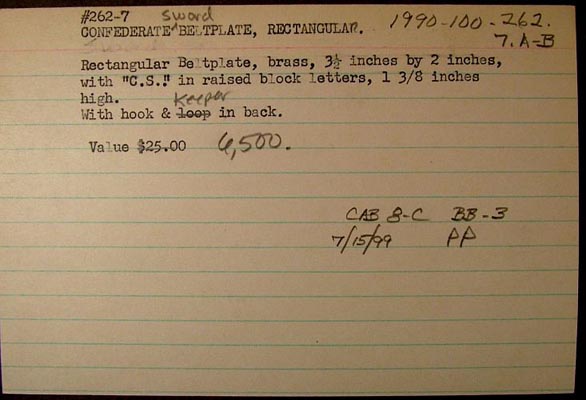 #262-7 sword 1990-100-262.
CONFEDERATE ^ BELTPLATE, RECTANGULAR. 7. A-B
Rectangular Beltplate, brass, 3½ inches by 2 inches,
with "C.S." in raised block letters, 1 3/8 inches
high. Keeper
With hook & loop in back.
Value $25.00 6,500.
CAB 8-C BB-3
7/15/99 PP